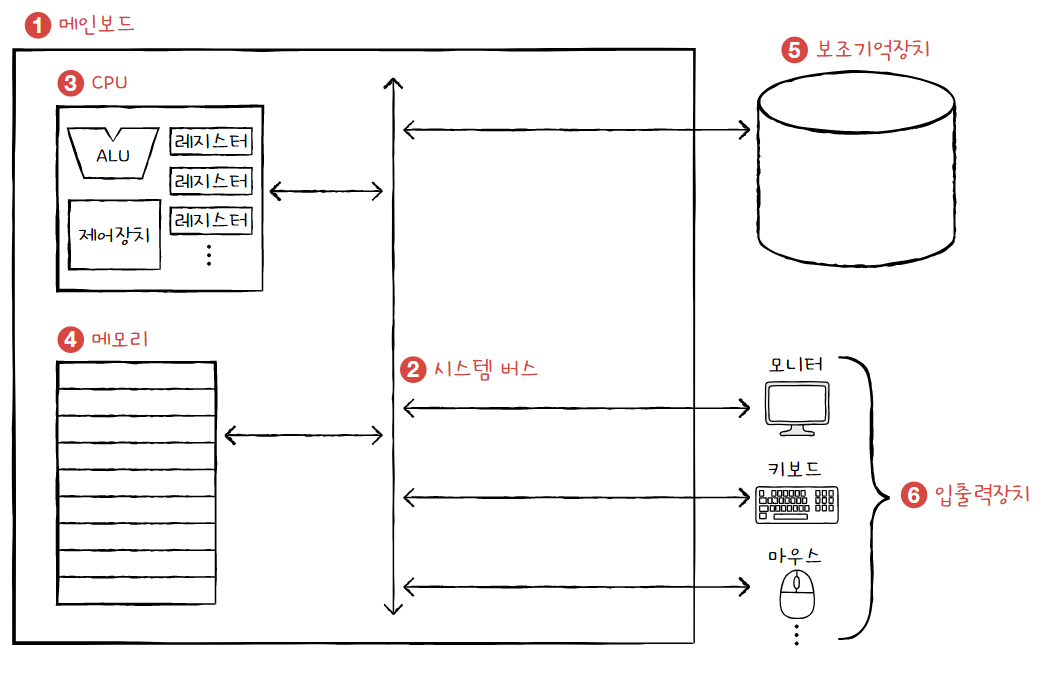 1 메인보드
5 보조기억장치
3 CPU
ALU
레지스터
레지스터
레지스터
제어장치
4 메모리
2 시스템 버스
모니터
키보드
마우스
6 입출력장치